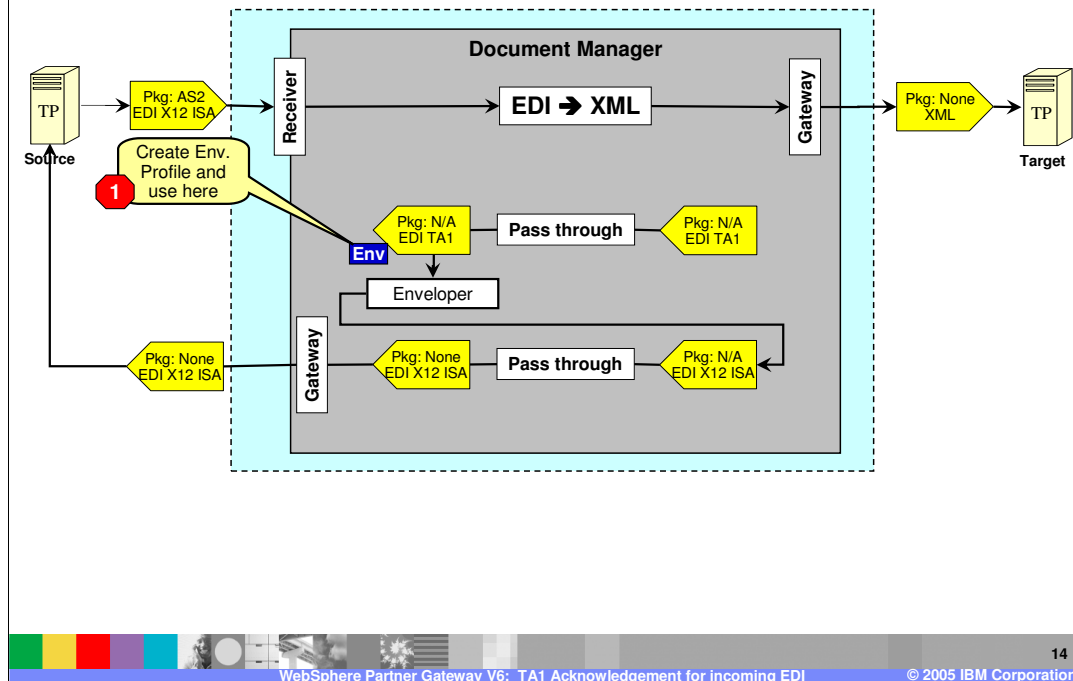 Document Manager
TP
Source
Pkg: AS2
EDI X12 ISA
Receiver
EDI → XML
Gateway
Pkg: None
XML
TP
Target
1
Create Env.
Profile and
use here
Env
Pkg: N/A
EDI TA1
Pass through
Pkg: N/A
EDI TA1
Enveloper
Pkg: None
EDI X12 ISA
Gateway
Pkg: None
EDI X12 ISA
Pass through
Pkg: N/A
EDI X12 ISA
14
WebSphere Partner Gateway V6: TA1 Acknowledgement for incoming EDI
© 2005 IBM Corporation